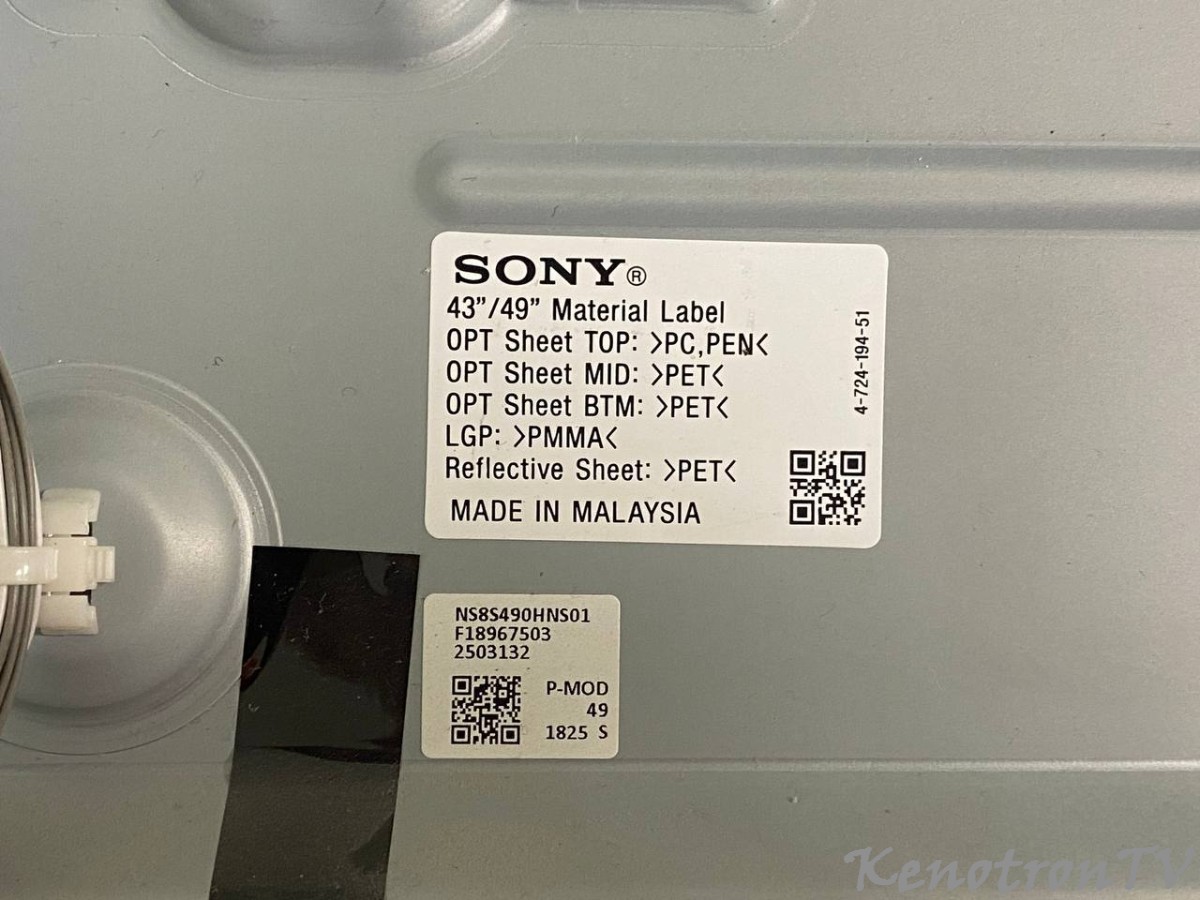 SONY®
43"/49" Material Label
OPT Sheet TOP: >PC,PEN<
OPT Sheet MID: >PET<
OPT Sheet BTM: >PET<
LGP: >PMMA<
Reflective Sheet: >PET<
MADE IN MALAYSIA
4-724-194-51
NS8S490HNS01
F18967503
2503132
P-MOD
49
1825 S
KenotronTV